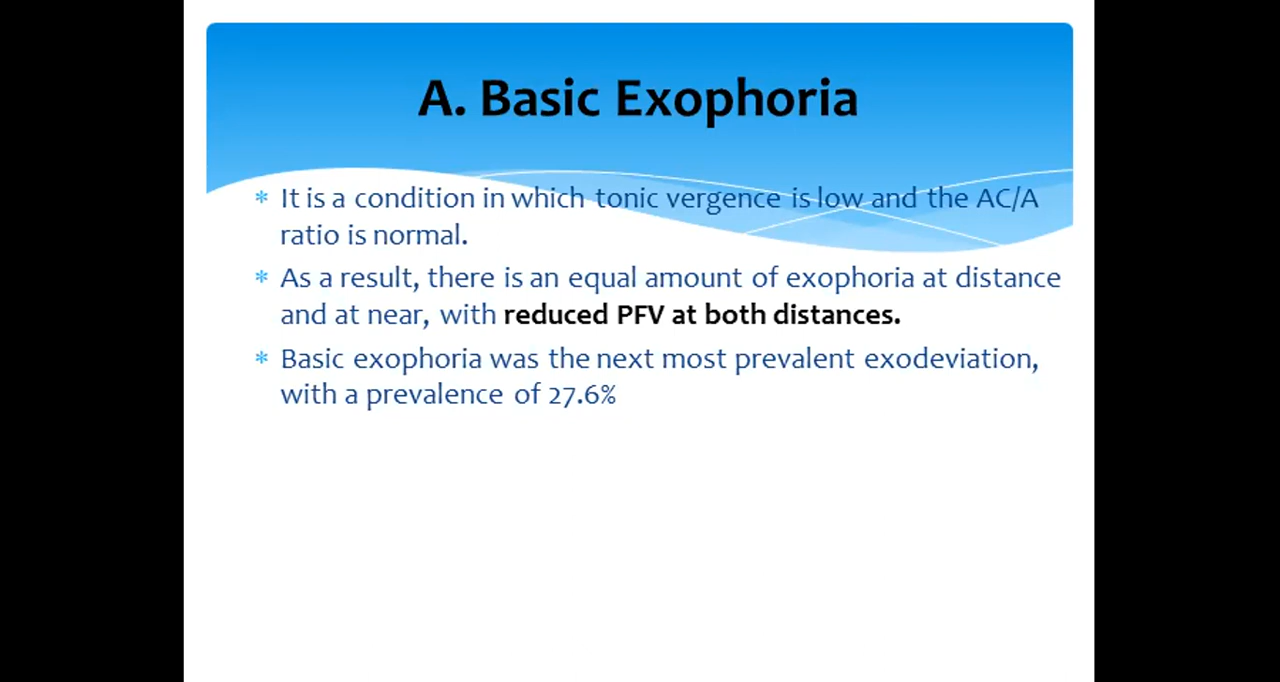 A. Basic Exophoria
* It is a condition in which tonic vergence is low and the AC/A
ratio is normal.
* As a result, there is an equal amount of exophoria at distance
and at near, with reduced PFV at both distances.
* Basic exophoria was the next most prevalent exodeviation,
with a prevalence of 27.6%